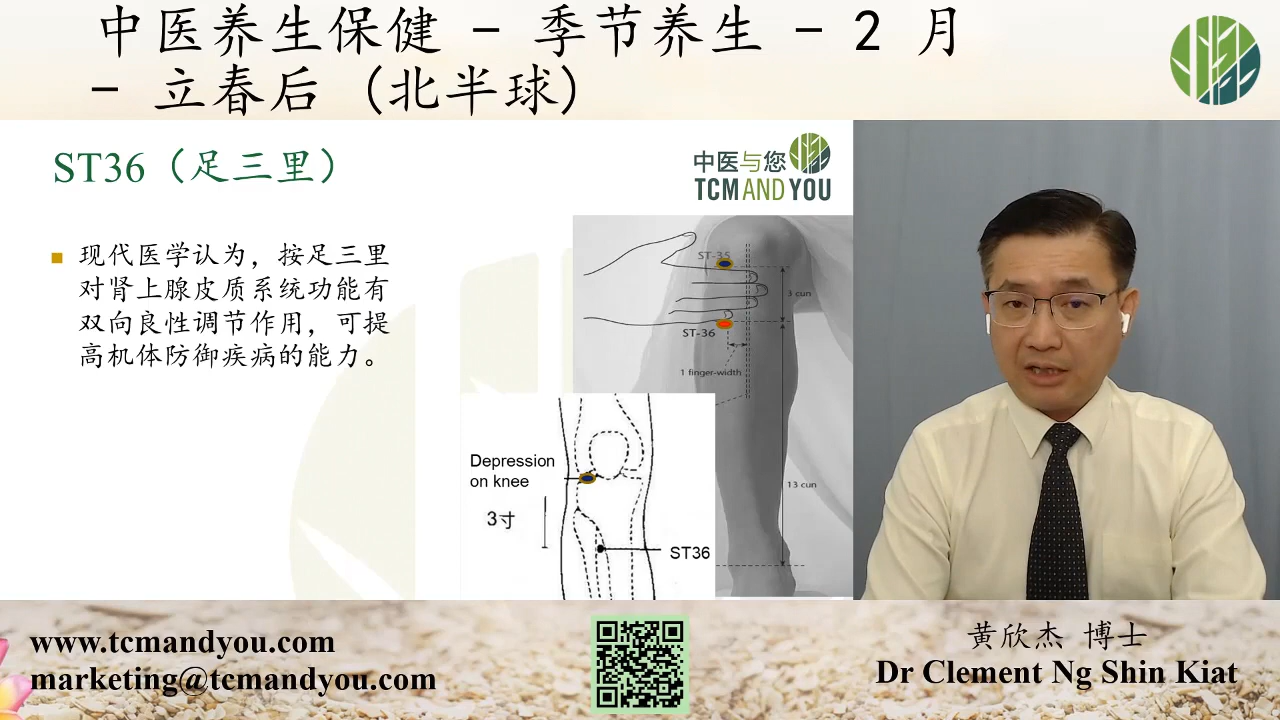 中医养生保健 – 季节养生 – 2 月
– 立春后（北半球）
ST36（足三里）
中医与您
TCM AND YOU
现代医学认为，按足三里
对肾上腺皮质系统功能有
双向良性调节作用，可提
高机体防御疾病的能力。
ST-35
3 cun
ST-36
1 finger-width
13 cun
Depression
on knee
3寸
ST36
www.tcmandyou.com
marketing@tcmandyou.com
黄欣杰 博士
Dr Clement Ng Shin Kiat